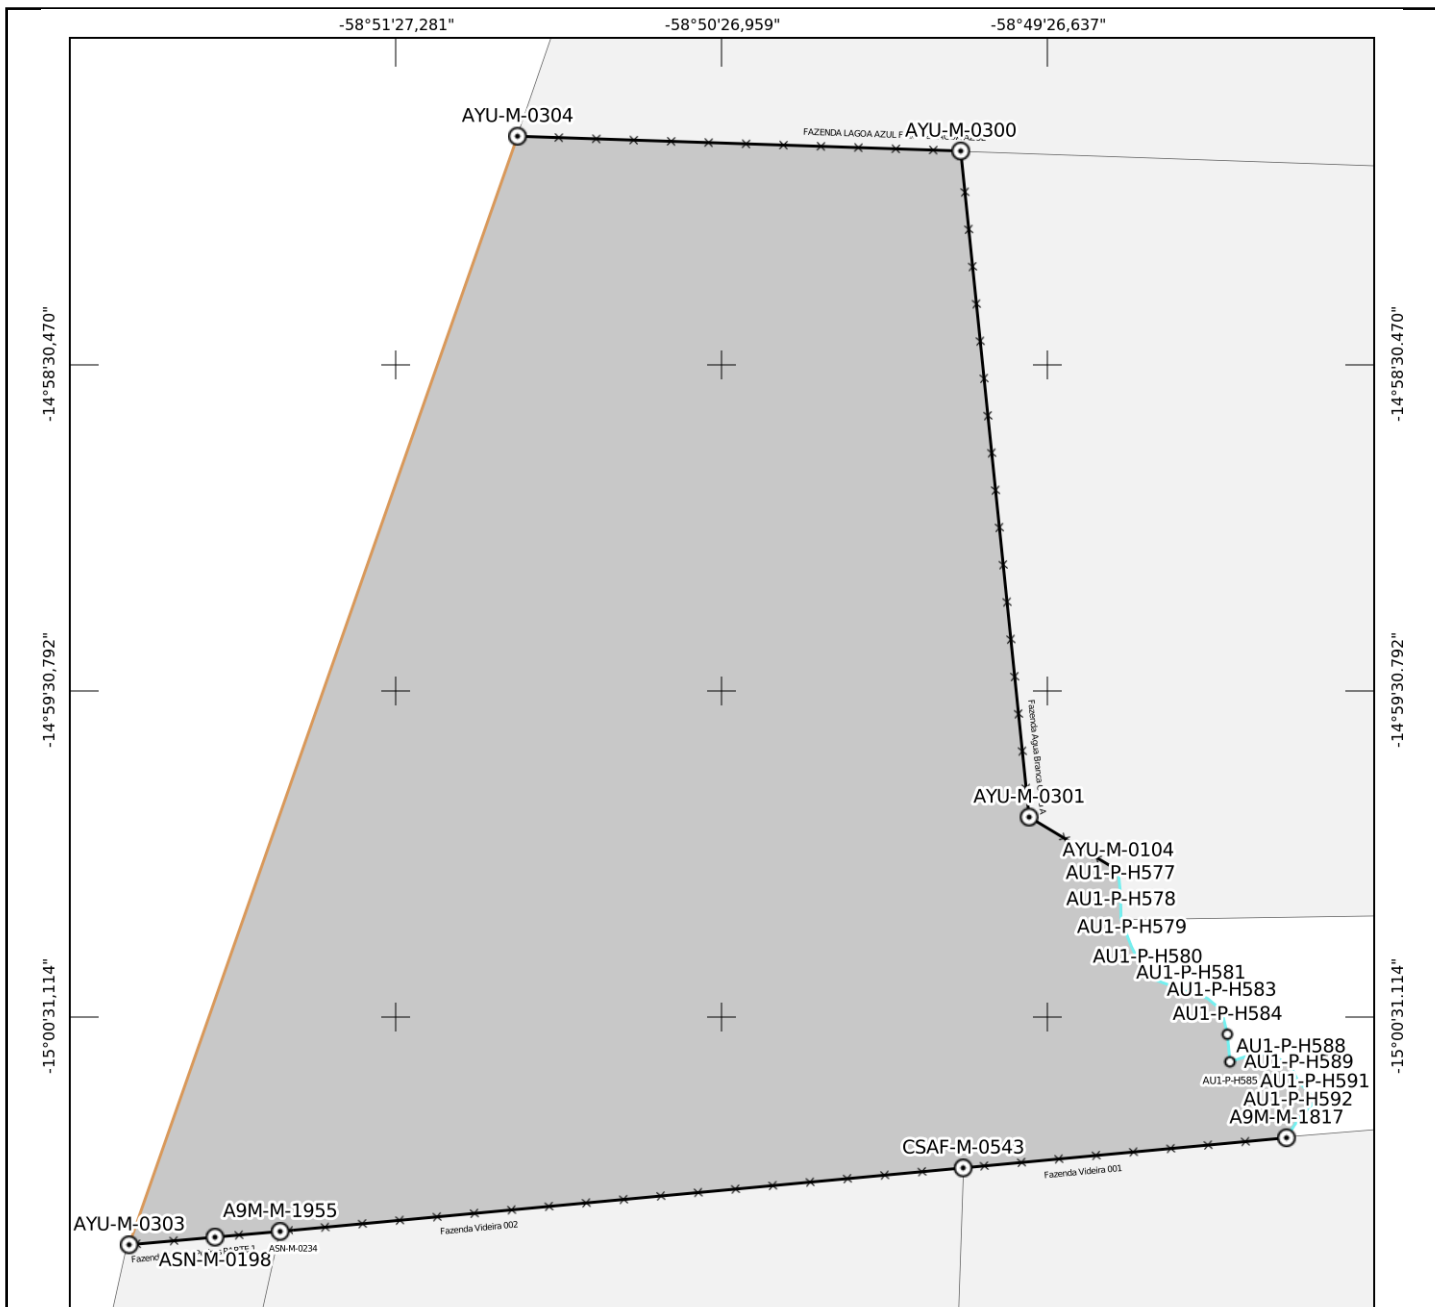 -58°51'27,281" -58°50'26,959" -58°49'26,637"
AYU-M-0304
FAZENDA LAGOA AZUL
AYU-M-0300
-14°58'30,470" -14°58'30.470"
-14°59'30,792" -14°59'30.792"
Fazenda Agua Branca
AYU-M-0301
AYU-M-0104
AU1-P-H577
AU1-P-H578
AU1-P-H579
AU1-P-H580
AU1-P-H581
AU1-P-H583
-15°00'31,114" -15°00'31.114"
AU1-P-H584
AU1-P-H588
AU1-P-H589
AU1-P-H585 AU1-P-H591
AU1-P-H592
A9M-M-1817
CSAF-M-0543
Fazenda Videira 001
A9M-M-1955
AYU-M-0303
Fazenda Videira 002
ASN-M-0234
Fazenda
ASN-M-0198